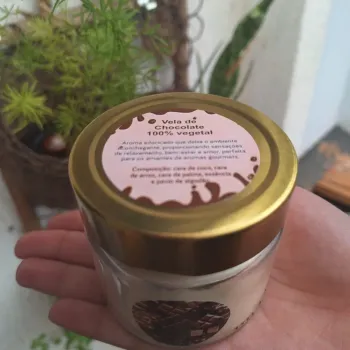 Vela de
Chocolate
100% vegetal
Aroma adocicado que deixa o ambiente
aconchegante, proporcionando sensações
de relaxamento, bem estar e amor, perfeita
para os amantes de aromas gourmets.
Composição: cera de coco, cera
de arroz, cera de palma, essência
e pavio de algodão.